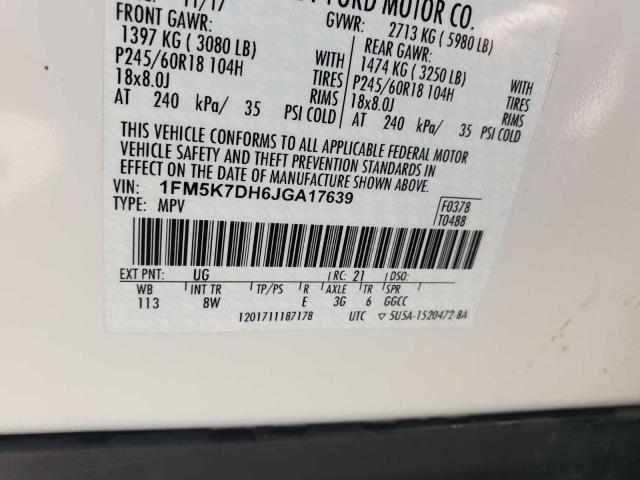 11/17 FORD MOTOR CO.
FRONT GAWR: GVWR: 2713 KG ( 5980 LB)
1397 KG ( 3080 LB) REAR GAWR:
P245/60R18 104H TIRES 1474 KG ( 3250 LB)
18x8.0J RIMS P245/60R18 104H TIRES
AT 240 kPa/ 35 PSI COLD 18x8.0J RIMS
AT 240 kPa/ 35 PSI COLD
THIS VEHICLE CONFORMS TO ALL APPLICABLE FEDERAL MOTOR
VEHICLE SAFETY AND THEFT PREVENTION STANDARDS IN
EFFECT ON THE DATE OF MANUFACTURE SHOWN ABOVE.
VIN: 1FM5K7DH6JGA17639
TYPE: MPV
F0378
T0488
EXT PNT: UG RC: 21 DSO:
WB INT TR TP/PS R AXLE TR SPR
113 8W E 3G 6 GGCC
1201711187178 UTC ▽ 5U5A-1520472-BA